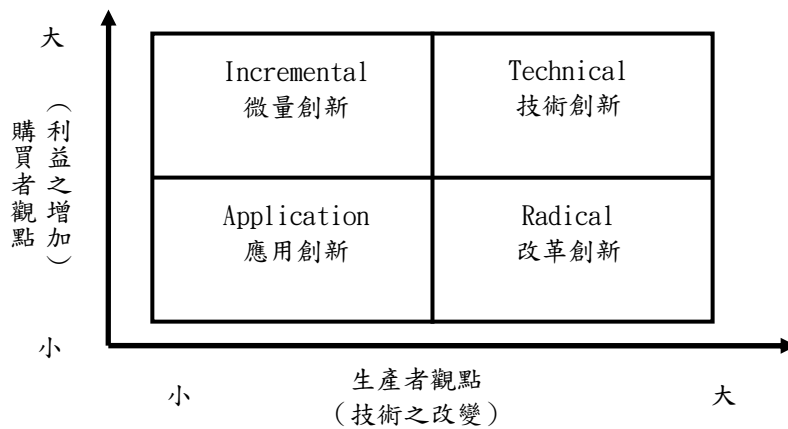 大
Incremental
微量創新
Technical
技術創新
購買者觀點
（利益之增加）
Application
應用創新
Radical
改革創新
小
小
生產者觀點
（技術之改變）
大